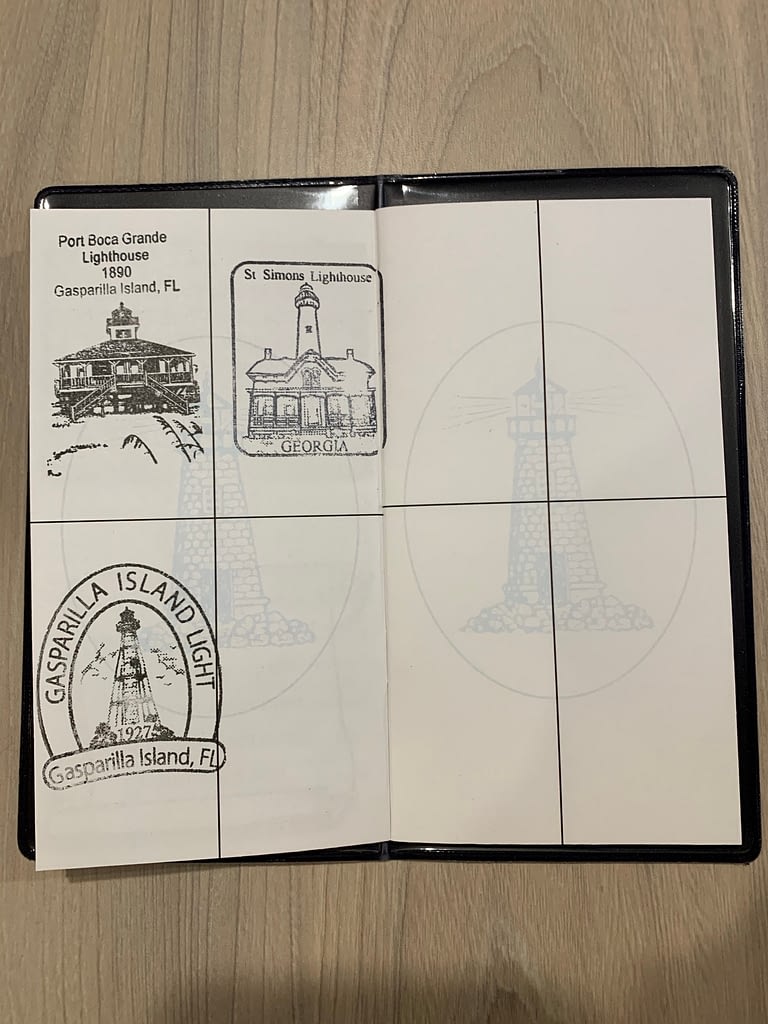 Port Boca Grande
Lighthouse
1890
Gasparilla Island, FL
St Simons Lighthouse
GEORGIA
GASPARILLA ISLAND LIGHT
1927
Gasparilla Island, FL